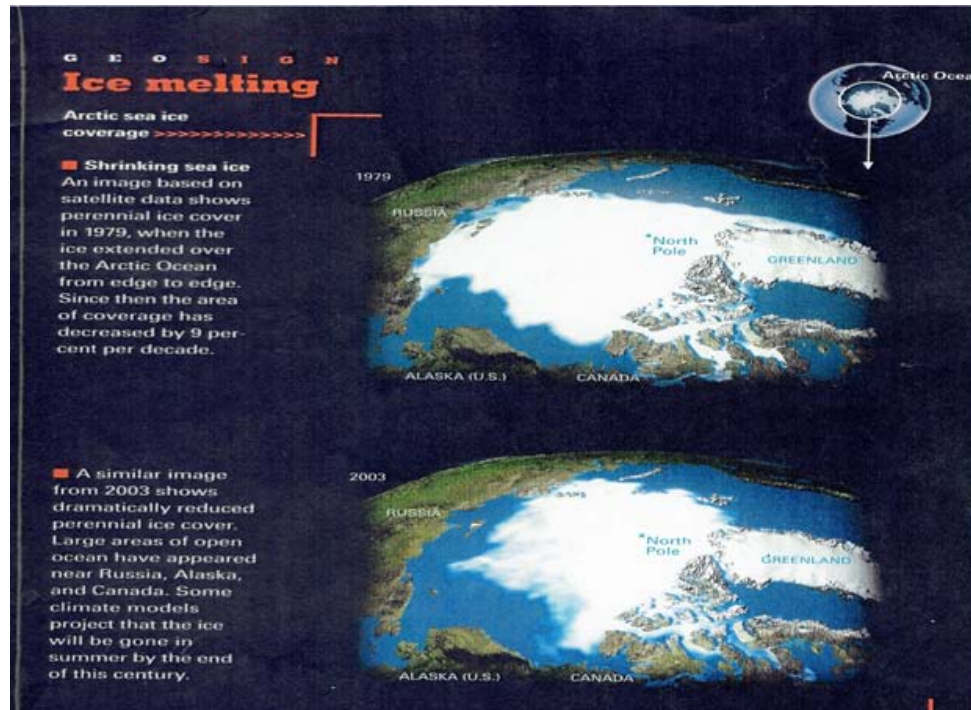 GEOSIGN
Ice melting
Arctic sea ice
coverage >>>>>>>>>>>>>
■ Shrinking sea ice
An image based on
satellite data shows
perennial ice cover
in 1979, when the
ice extended over
the Arctic Ocean
from edge to edge.
Since then the area
of coverage has
decreased by 9 per-
cent per decade.
Arctic Ocea
1979
RUSSIA
North
Pole
GREENLAND
ALASKA (U.S.)
CANADA
■ A similar image
from 2003 shows
dramatically reduced
perennial ice cover.
Large areas of open
ocean have appeared
near Russia, Alaska,
and Canada. Some
climate models
project that the ice
will be gone in
summer by the end
of this century.
2003
RUSSIA
North
Pole
GREENLAND
ALASKA (U.S.)
CANADA